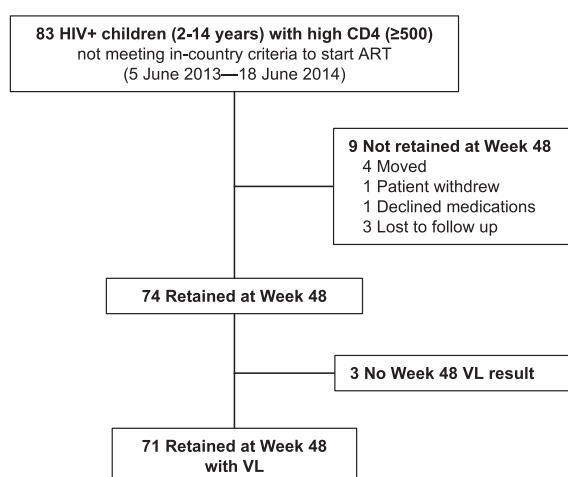 83 HIV+ children (2-14 years) with high CD4 (≥500)
not meeting in-country criteria to start ART
(5 June 2013—18 June 2014)
9 Not retained at Week 48
4 Moved
1 Patient withdrew
1 Declined medications
3 Lost to follow up
74 Retained at Week 48
3 No Week 48 VL result
71 Retained at Week 48
with VL